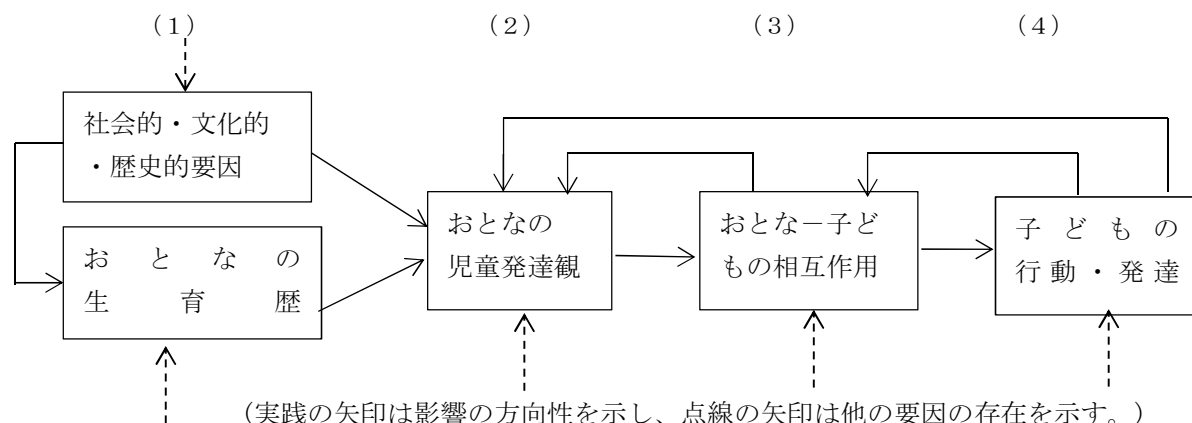 （１）
（２）
（３）
（４）
社会的・文化的
・歴史的要因
おとなの
生育歴
おとなの
児童発達観
おとな－子ど
もの相互作用
子どもの
行動・発達
（実践の矢印は影響の方向性を示し、点線の矢印は他の要因の存在を示す。）